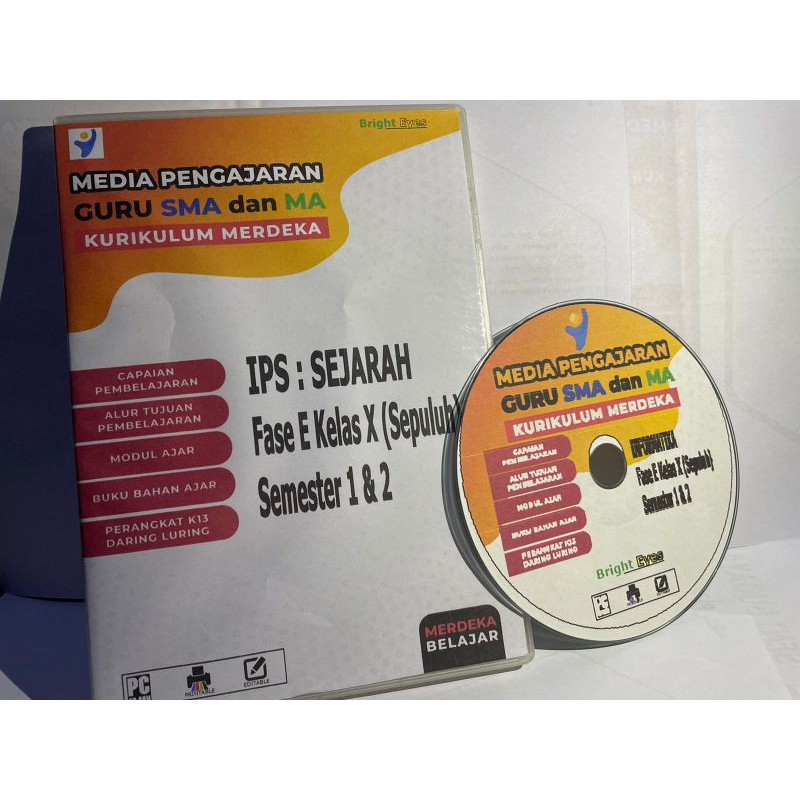 Bright Eyes
MEDIA PENGAJARAN
GURU SMA dan MA
KURIKULUM MERDEKA
IPS : SEJARAH
Fase E Kelas X (Sepuluh)
Semester 1 & 2
CAPAIAN
PEMBELAJARAN
ALUR TUJUAN
PEMBELAJARAN
MODUL AJAR
BUKU BAHAN AJAR
PERANGKAT K13
DARING LURING
MERDEKA
BELAJAR
PC
PRINTABLE
EDITABLE
MEDIA PENGAJARAN
GURU SMA dan MA
KURIKULUM MERDEKA
CAPAIAN
PEMBELAJARAN
ALUR TUJUAN
PEMBELAJARAN
MODUL AJAR
BUKU BAHAN AJAR
PERANGKAT K13
DARING LURING
INFORMATIKA
Fase E Kelas X (Sepuluh)
Semester 1 & 2
Bright Eyes